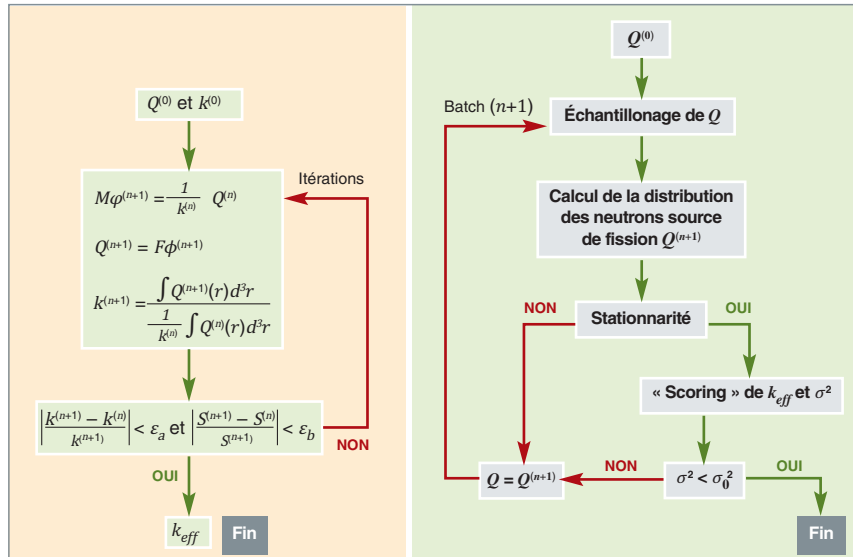 Q⁽⁰⁾ et k⁽⁰⁾
Itérations
Mφ⁽ⁿ⁺¹⁾ = 1 / k⁽ⁿ⁾ Q⁽ⁿ⁾
Q⁽ⁿ⁺¹⁾ = Fϕ⁽ⁿ⁺¹⁾
k⁽ⁿ⁺¹⁾ = ∫ Q⁽ⁿ⁺¹⁾(r)d³r / 1/k⁽ⁿ⁾ ∫ Q⁽ⁿ⁾(r)d³r
|k⁽ⁿ⁺¹⁾ − k⁽ⁿ⁾ / k⁽ⁿ⁺¹⁾| < εₐ et |S⁽ⁿ⁺¹⁾ − S⁽ⁿ⁾ / S⁽ⁿ⁺¹⁾| < ε_b
NON
OUI
k_eff
Fin
Q⁽⁰⁾
Batch (n+1)
Échantillonage de Q
Calcul de la distribution
des neutrons source
de fission Q⁽ⁿ⁺¹⁾
NON
OUI
Stationnarité
« Scoring » de k_eff et σ²
NON
OUI
Q = Q⁽ⁿ⁺¹⁾
σ² < σ₀²
Fin